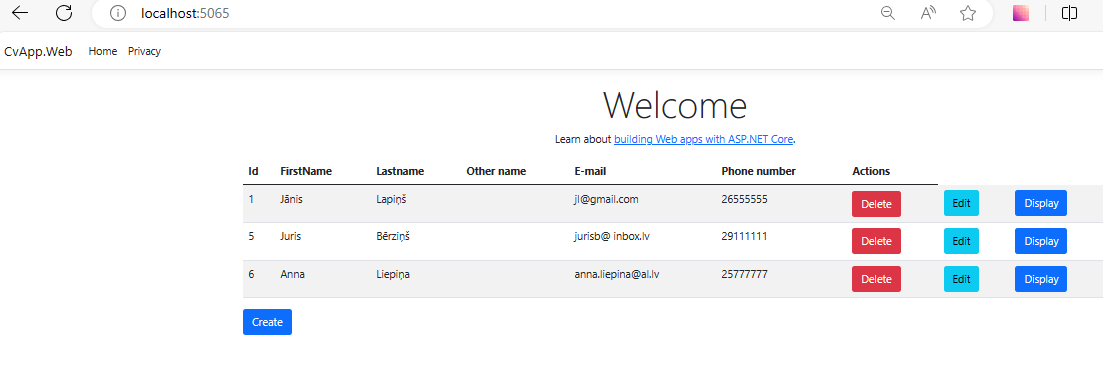 localhost:5065
CvApp.Web Home Privacy
Welcome
Learn about building Web apps with ASP.NET Core.
Id FirstName Lastname Other name E-mail Phone number Actions
1 Jānis Lapiņš jl@gmail.com 26555555 Delete Edit Display
5 Juris Bērziņš jurisb@ inbox.lv 29111111 Delete Edit Display
6 Anna Liepiņa anna.liepina@al.lv 25777777 Delete Edit Display
Create